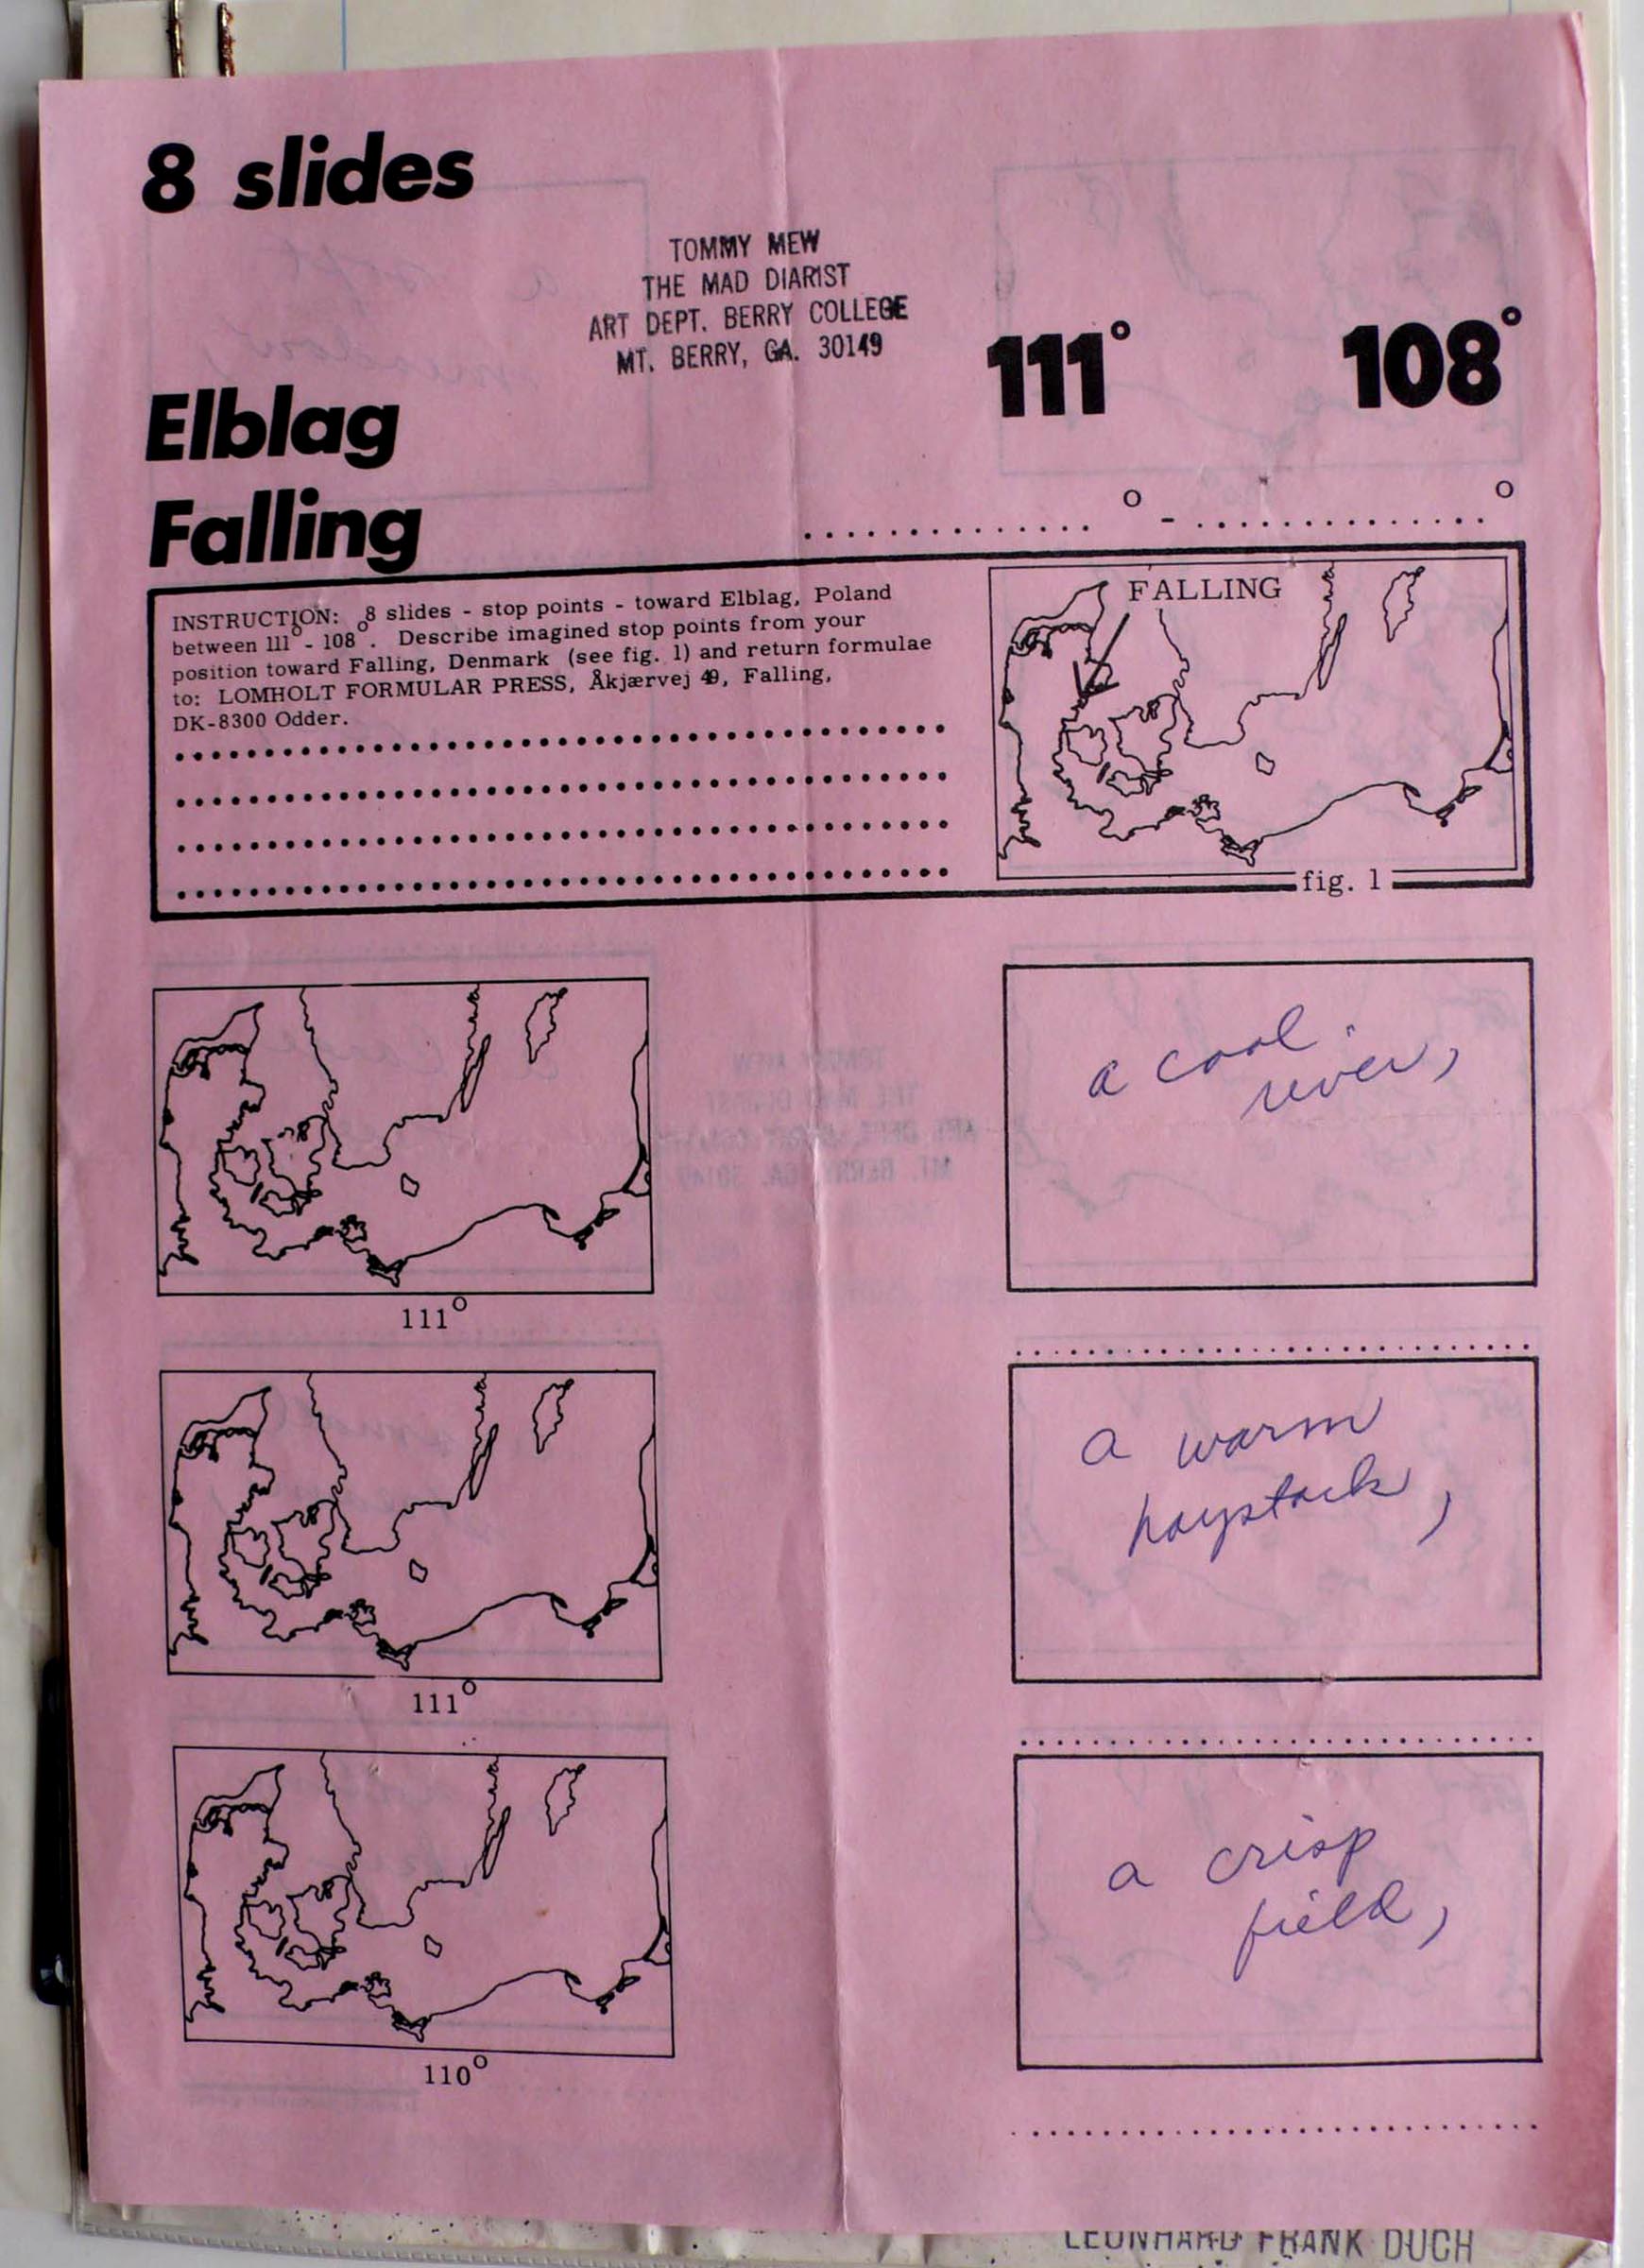 8 slides
TOMMY MEW
THE MAD DIARIST
ART DEPT. BERRY COLLEGE
MT. BERRY, GA. 30149
111° 108°
Elblag
Falling
............... ° - ............... °
INSTRUCTION: 8 slides - stop points - toward Elblag, Poland
between 111° - 108°. Describe imagined stop points from your
position toward Falling, Denmark (see fig. 1) and return formulae
to: LOMHOLT FORMULAR PRESS, Åkjærvej 49, Falling,
DK-8300 Odder.
FALLING
fig. 1
a cool
river,
111°
a warm
haystack,
111°
a crisp
field,
110°
LEONHARD FRANK DUCH